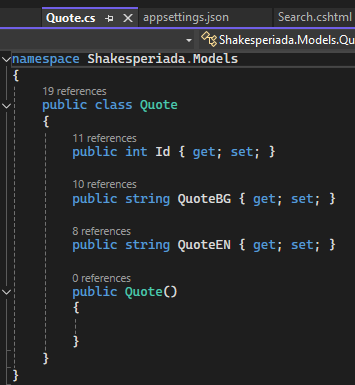 Quote.cs
appsettings.json
Search.cshtml
Shakesperiada.Models.Qu
namespace Shakesperiada.Models
{
19 references
public class Quote
{
11 references
public int Id { get; set; }
10 references
public string QuoteBG { get; set; }
8 references
public string QuoteEN { get; set; }
0 references
public Quote()
{
}
}
}